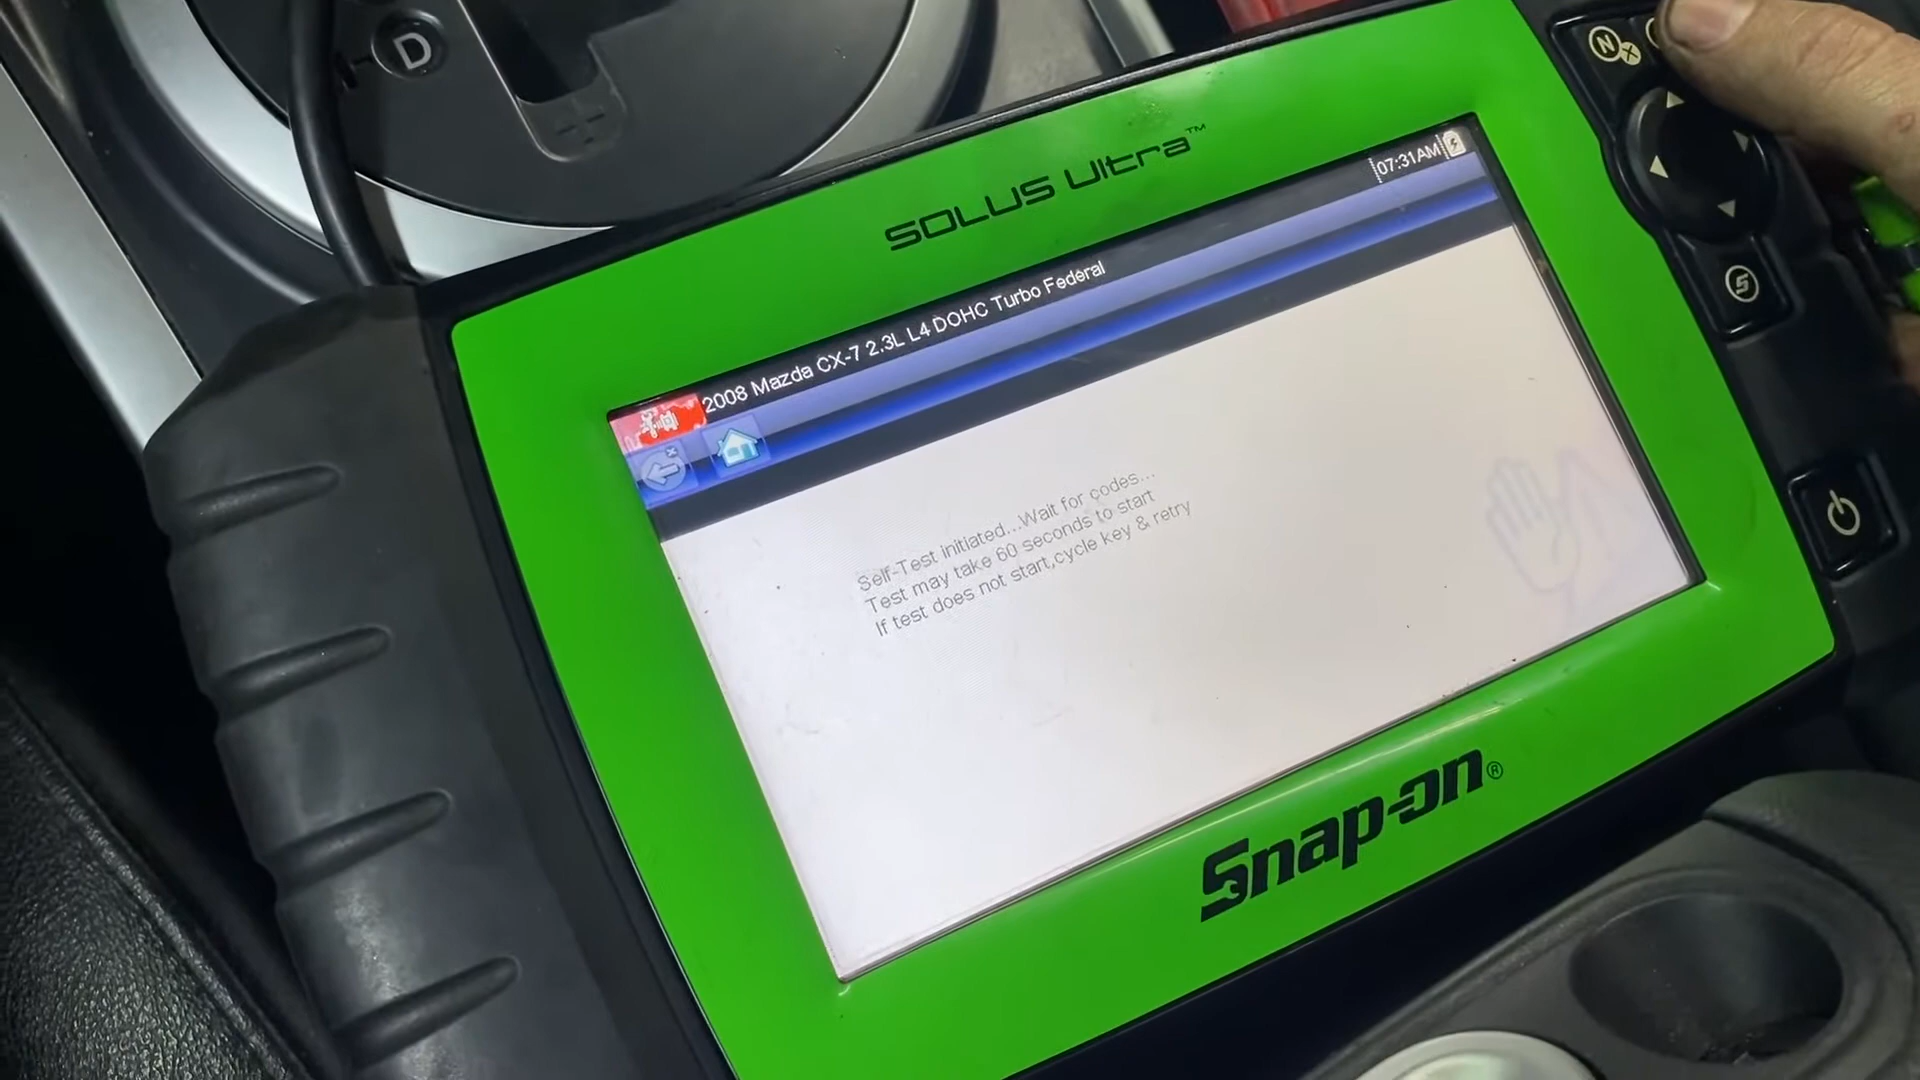 D
SOLUS Ultra™
07:31AM
2008 Mazda CX-7 2.3L L4 DOHC Turbo Federal
Self-Test initiated...Wait for codes...
Test may take 60 seconds to start
If test does not start,cycle key & retry
N X
S
Snap-on®